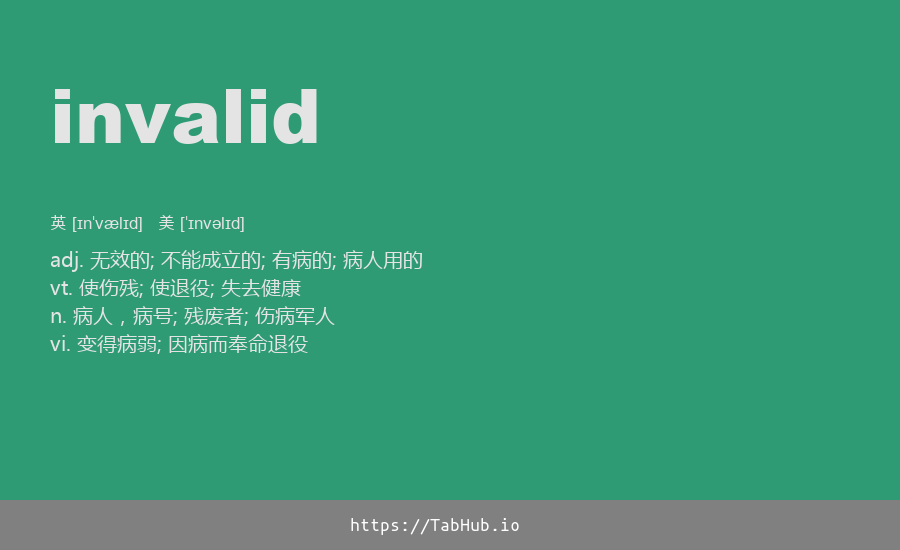 invalid
英 [ɪnˈvælɪd] 美 [ˈɪnvəlɪd]
adj. 无效的; 不能成立的; 有病的; 病人用的
vt. 使伤残; 使退役; 失去健康
n. 病人，病号; 残废者; 伤病军人
vi. 变得病弱; 因病而奉命退役
https://TabHub.io